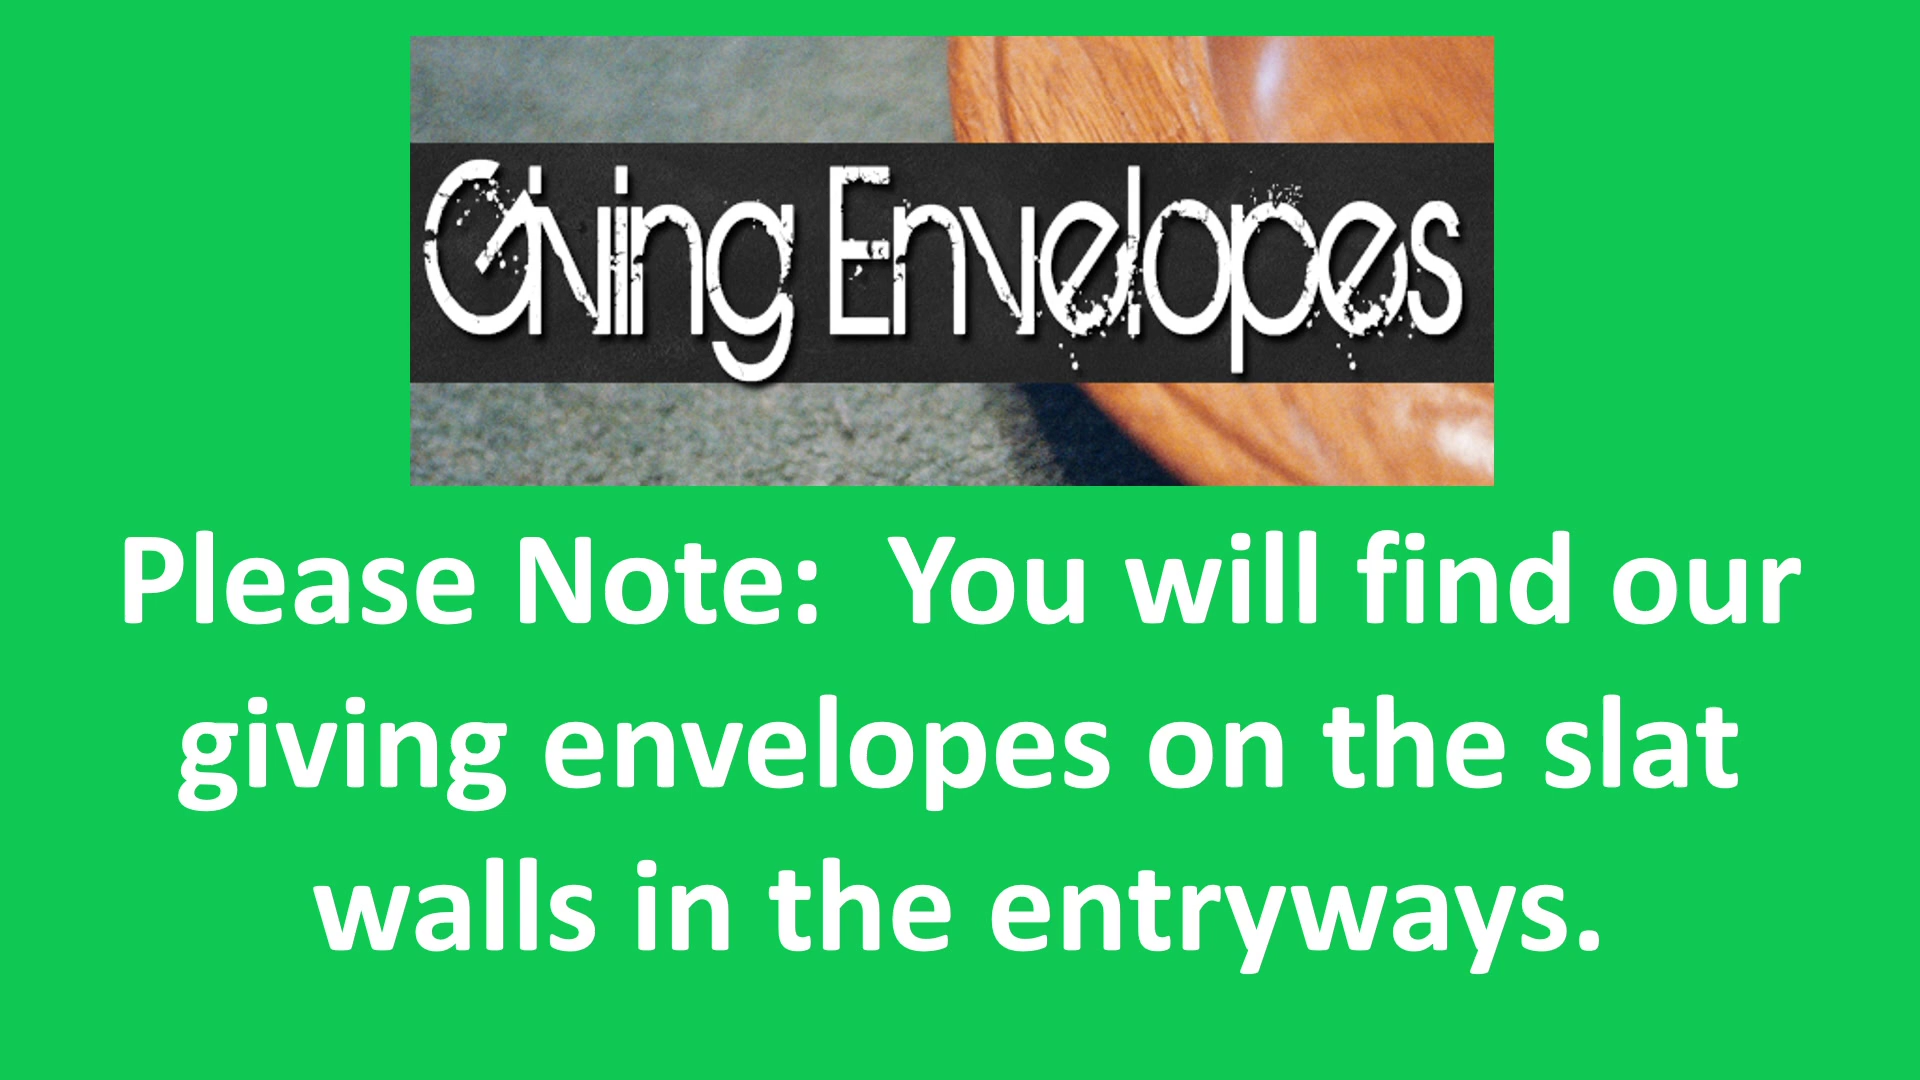 Giving Envelopes
Please Note:  You will find our
giving envelopes on the slat
walls in the entryways.